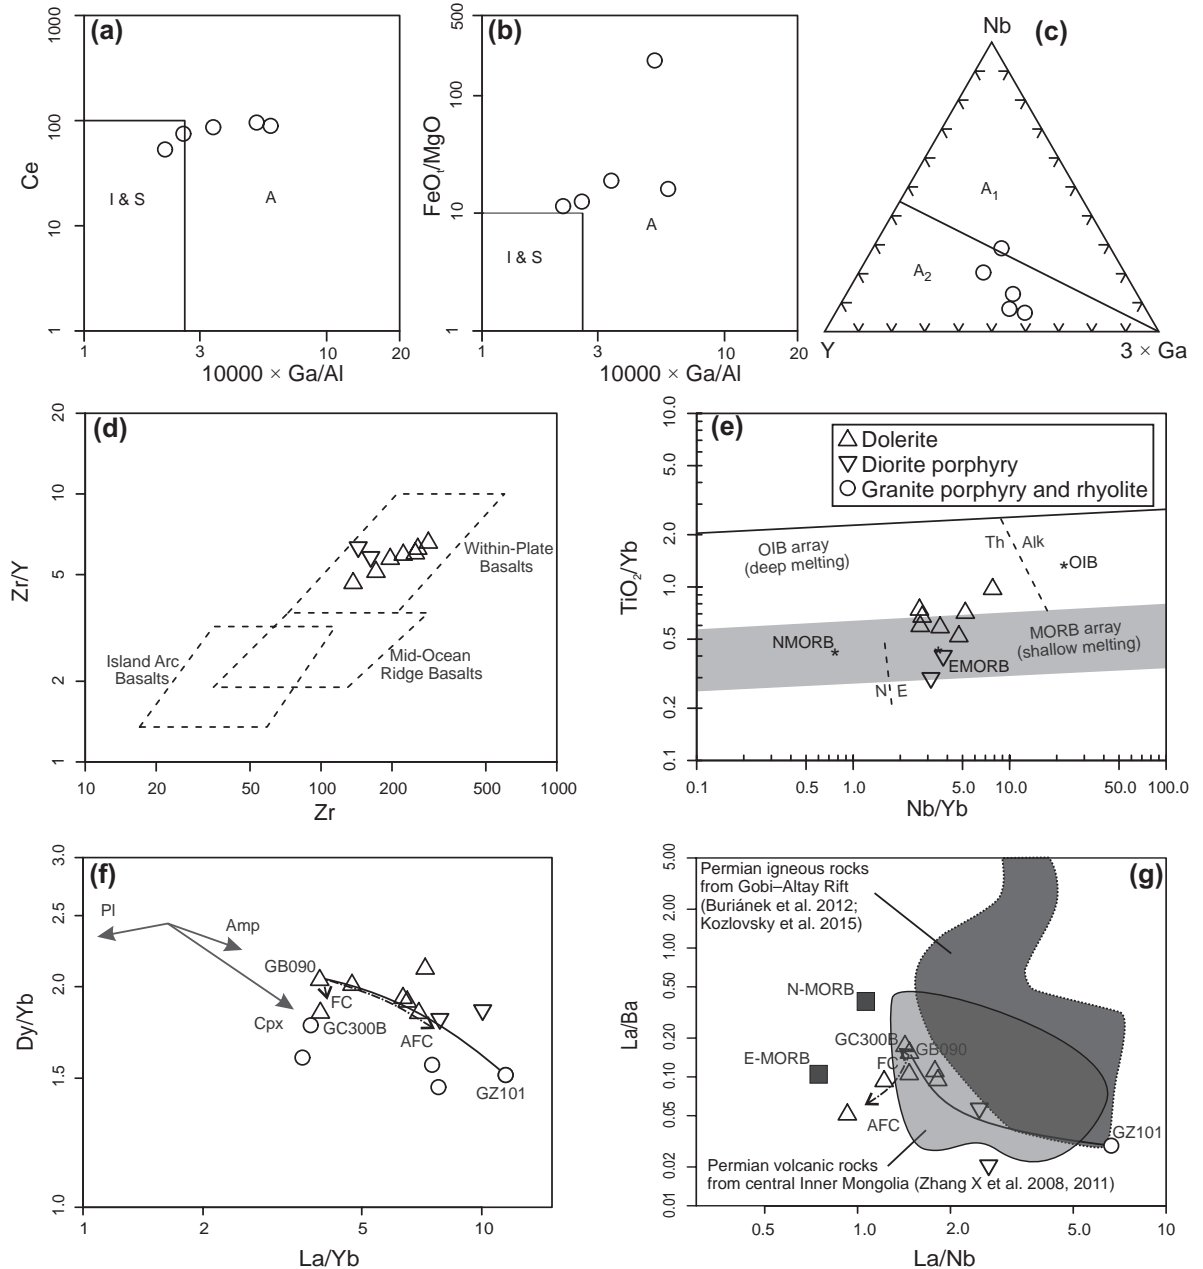 (a)
1000
100
10
1
Ce
I & S
A
1
3
10
20
10000 × Ga/Al
(b)
500
100
10
1
FeOt/MgO
I & S
A
1
3
10
20
10000 × Ga/Al
(c)
Nb
A1
A2
Y
3 × Ga
(d)
20
10
5
2
1
Zr/Y
Within-Plate
Basalts
Island Arc
Basalts
Mid-Ocean
Ridge Basalts
10
20
50
100
200
500
1000
Zr
(e)
10.0
5.0
2.0
1.0
0.5
0.2
0.1
TiO2/Yb
Dolerite
Diorite porphyry
Granite porphyry and rhyolite
OIB array
(deep melting)
Th
Alk
*OIB
NMORB*
*
EMORB
MORB array
(shallow melting)
N
E
0.1
0.5
1.0
5.0
10.0
50.0
100.0
Nb/Yb
(f)
3.0
2.5
2.0
1.5
1.0
Dy/Yb
Pl
Amp
Cpx
GB090
FC
GC300B
AFC
GZ101
1
2
5
10
La/Yb
(g)
5.00
2.00
1.00
0.50
0.20
0.10
0.05
0.02
0.01
La/Ba
Permian igneous rocks
from Gobi–Altay Rift
(Buriánek et al. 2012;
Kozlovsky et al. 2015)
N-MORB
E-MORB
GC300B
GB090
FC
AFC
GZ101
Permian volcanic rocks
from central Inner Mongolia (Zhang X et al. 2008, 2011)
0.5
1.0
2.0
5.0
10
La/Nb